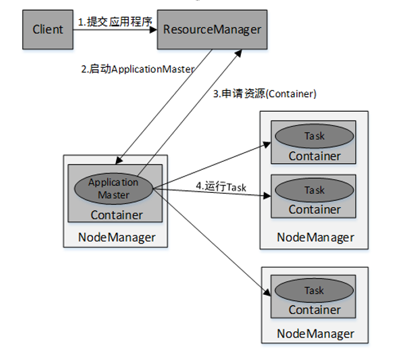 Client
1.提交应用程序
ResourceManager
2.启动ApplicationMaster
3.申请资源(Container)
Task
Container
Task
Container
NodeManager
Application
Master
Container
NodeManager
4.运行Task
Task
Container
NodeManager